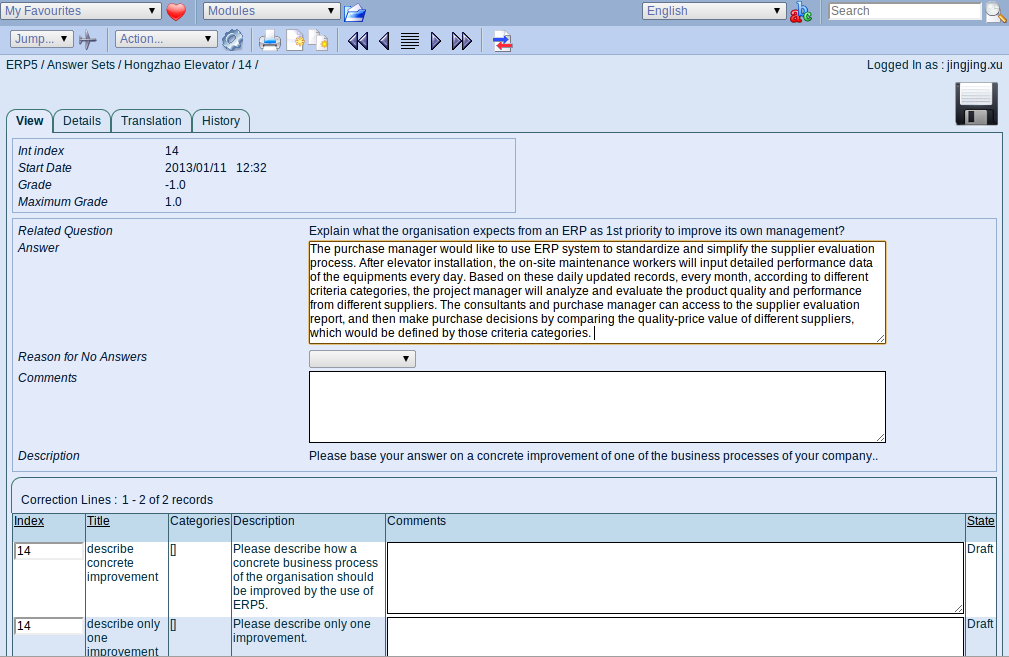 My Favourites Modules English Search
Jump... Action...
ERP5 / Answer Sets / Hongzhao Elevator / 14 / Logged In as : jingjing.xu
View Details Translation History
Int index 14
Start Date 2013/01/11 12:32
Grade -1.0
Maximum Grade 1.0
Related Question Explain what the organisation expects from an ERP as 1st priority to improve its own management?
Answer
The purchase manager would like to use ERP system to standardize and simplify the supplier evaluation
process. After elevator installation, the on-site maintenance workers will input detailed performance data
of the equipments every day. Based on these daily updated records, every month, according to different
criteria categories, the project manager will analyze and evaluate the product quality and performance
from different suppliers. The consultants and purchase manager can access to the supplier evaluation
report, and then make purchase decisions by comparing the quality-price value of different suppliers,
which would be defined by those criteria categories.
Reason for No Answers
Comments
Description Please base your answer on a concrete improvement of one of the business processes of your company..
Correction Lines : 1 - 2 of 2 records
Index Title Categories Description Comments State
14 describe [] Please describe how a Draft
concrete concrete business process
improvement of the organisation should
be improved by the use of
ERP5.
14 describe only [] Please describe only one Draft
one improvement.
improvement